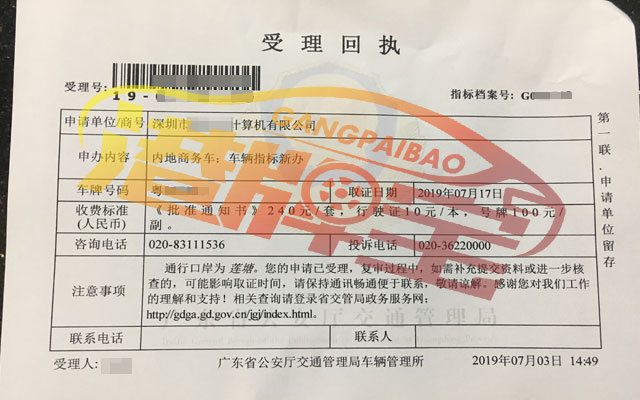 受理回执
受理号:
19-
指标档案号: G0
申请单位/商号 深圳市 计算机有限公司
申办内容 内地商务车：车辆指标新办
车牌号码 粤 取证日期 2019年07月17日
收费标准 《批准通知书》240元/套，行驶证10元/本，号牌100元/
(人民币) 副。
咨询电话 020-83111536 投诉电话 020-36220000
通行口岸为 莲塘。您的申请已受理，复审过程中，如需补充提交资料或进一步核
查的，可能影响取证时间，请保持通讯畅通便于联系，敬请谅解。感谢您对我们工作
注意事项
的理解和支持！相关查询请登录省交管局政务服务网：
http://gdga.gd.gov.cn/jgj/index.html。
联系电话 联系人
受理人: 广东省公安厅交通管理局车辆管理所 2019年07月03日 14:49
第一联．申请单位留存
港牌宝
GANGPAIBAO